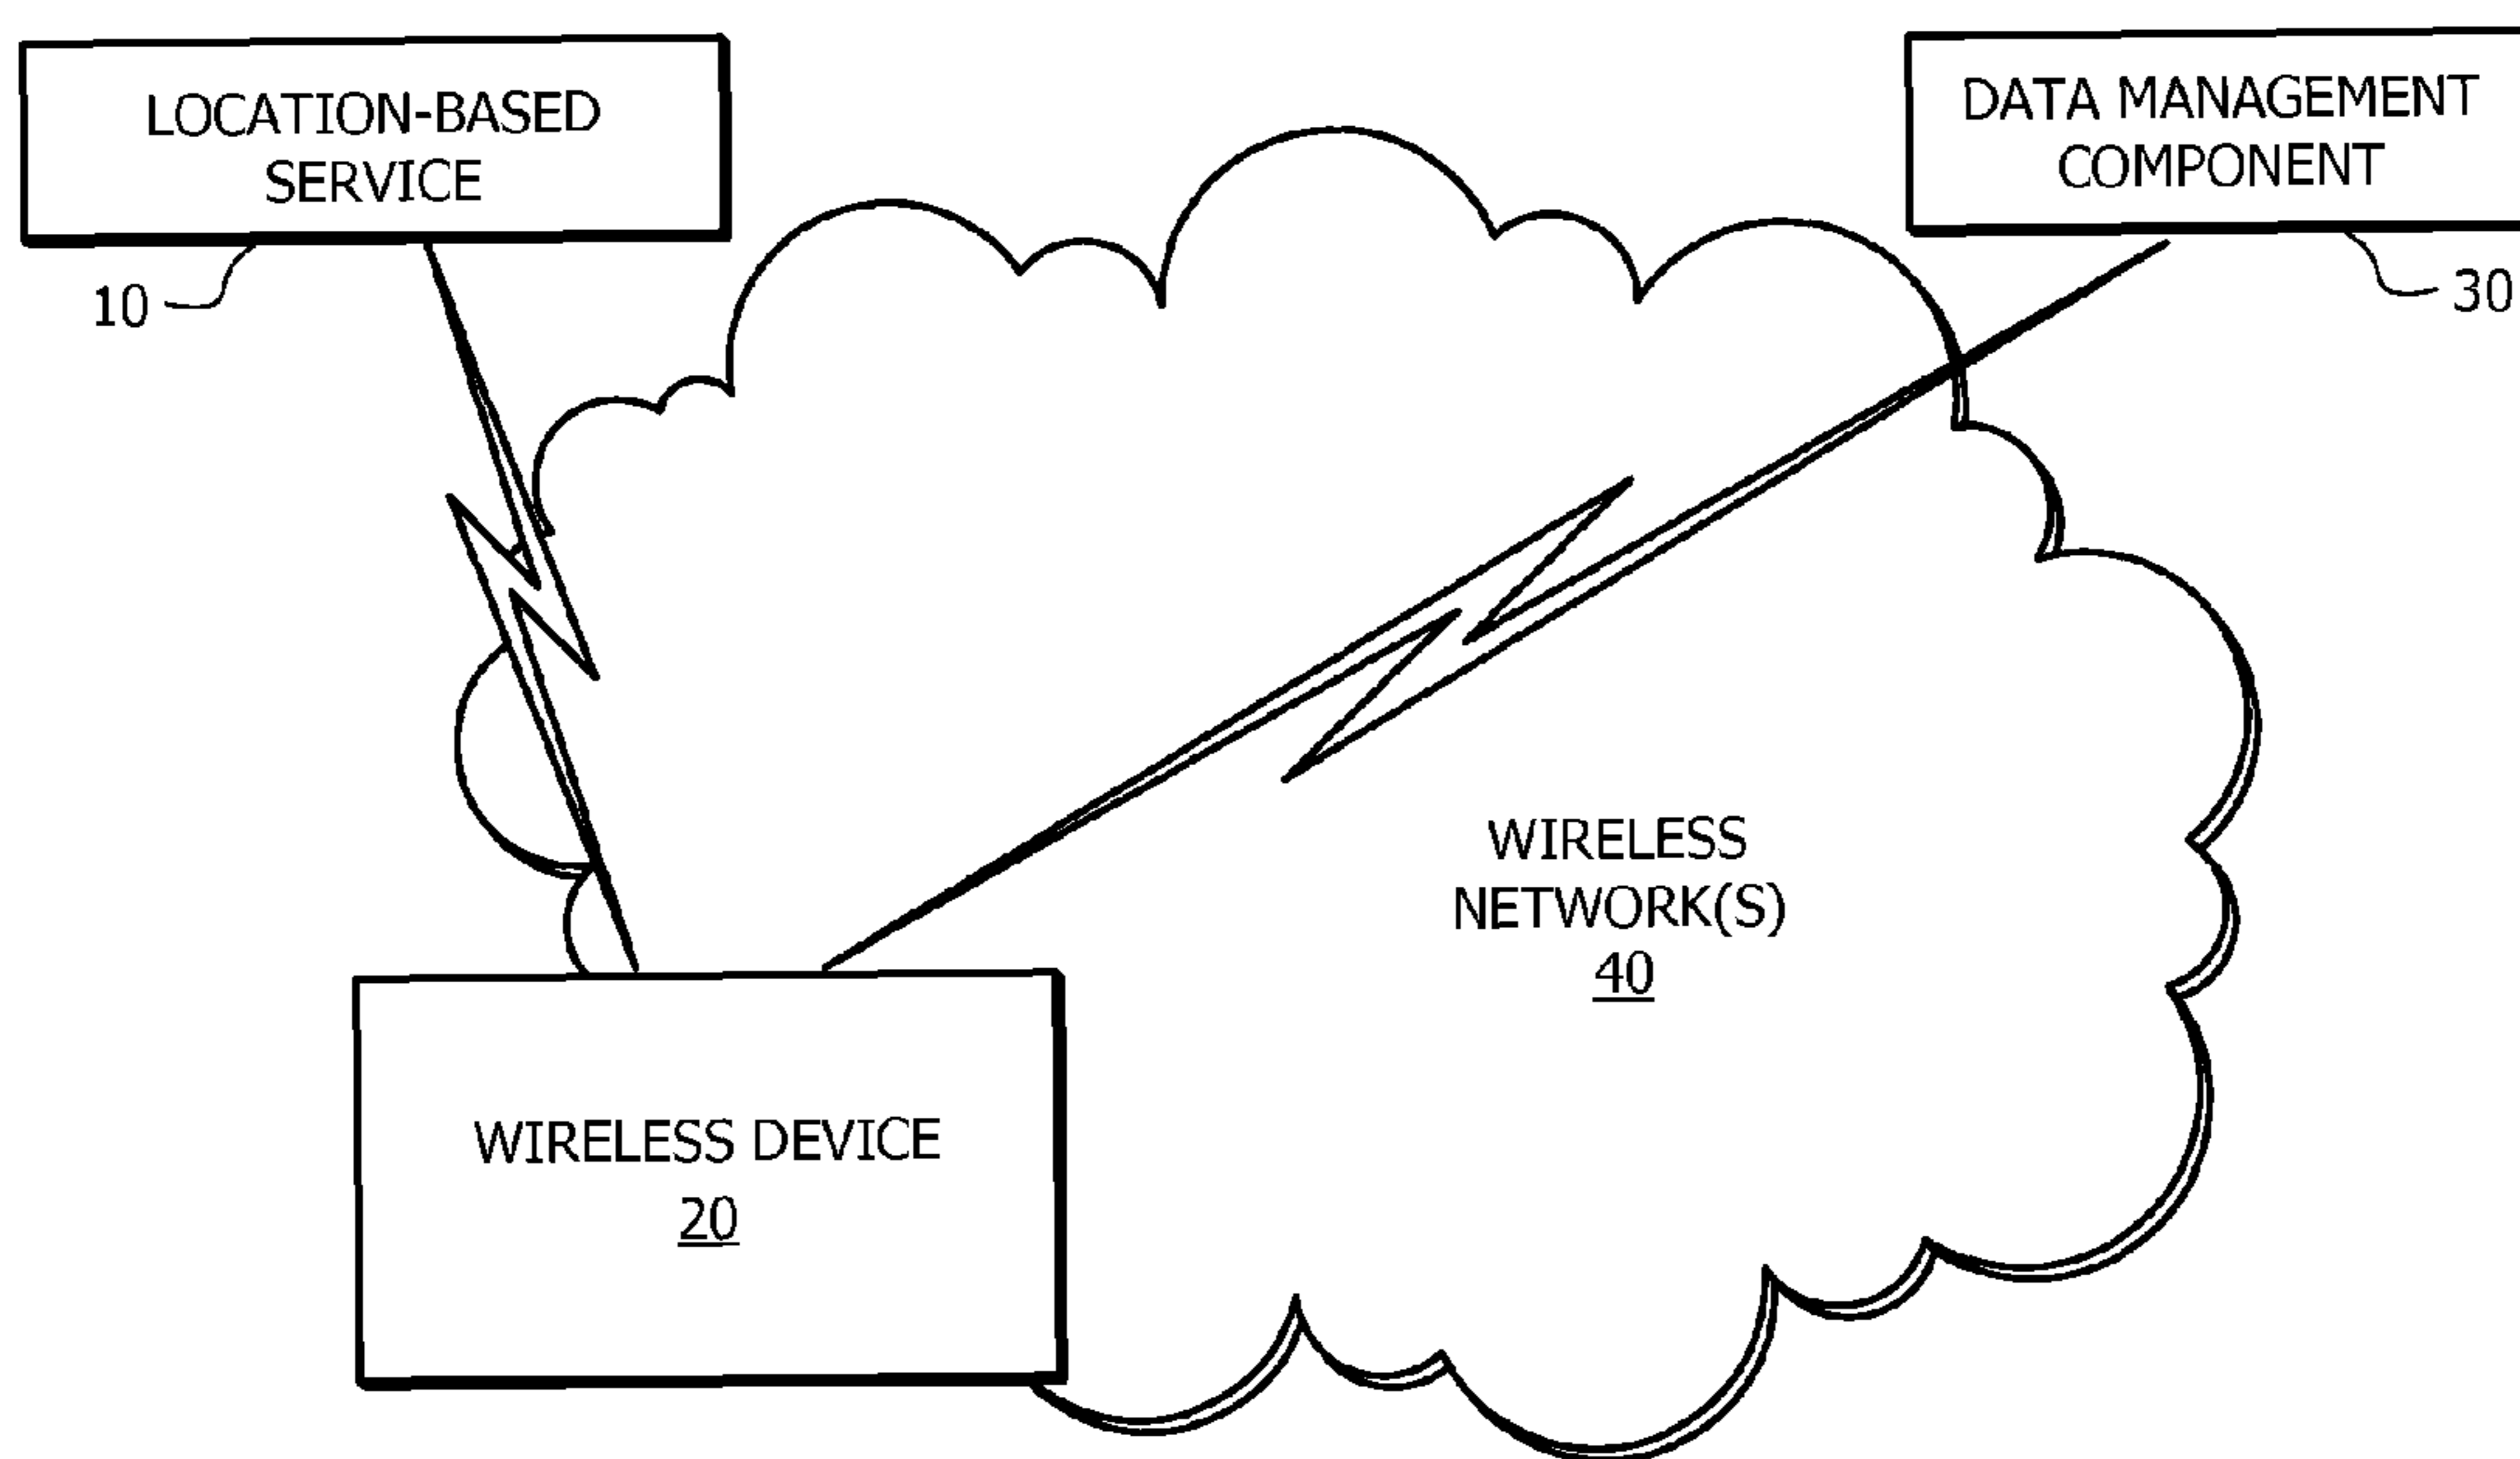 LOCATION-BASED
SERVICE
10
DATA MANAGEMENT
COMPONENT
30
WIRELESS
NETWORK(S)
40
WIRELESS DEVICE
20